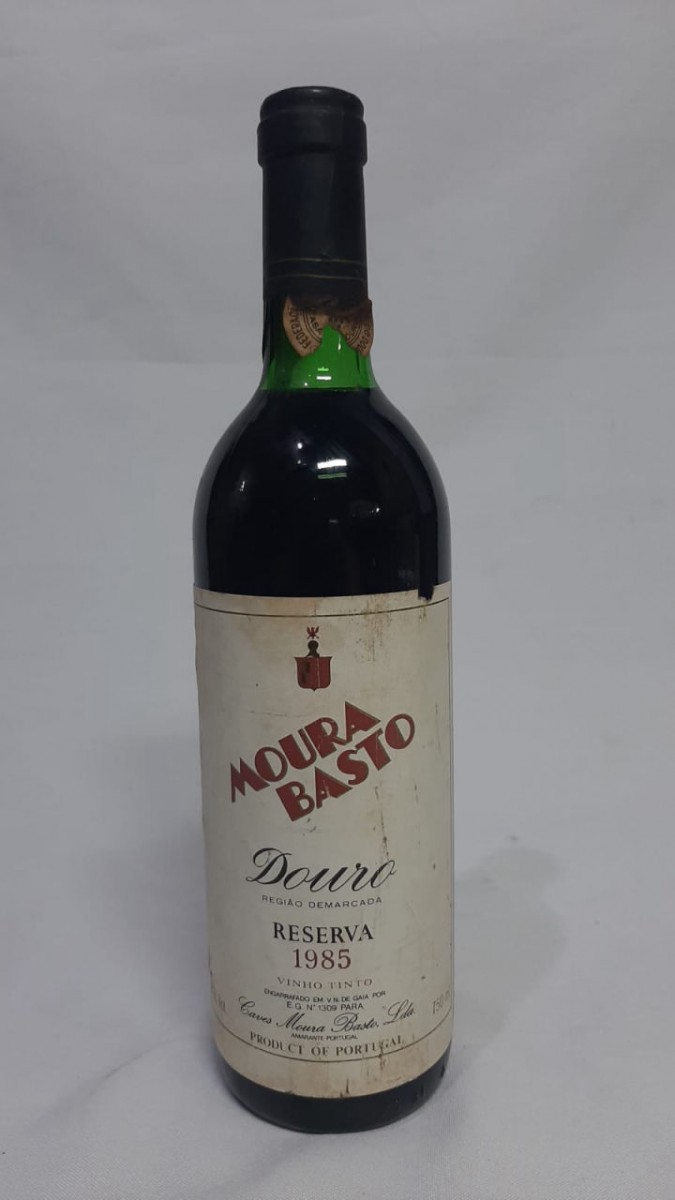 MOURA
BASTO
Douro
REGIÃO DEMARCADA
RESERVA
1985
VINHO TINTO
ENGARRAFADO EM V.N. DE GAIA POR
E.G. Nº 1309 PARA
Caves Moura Basto, Lda.
AMARANTE PORTUGAL
PRODUCT OF PORTUGAL